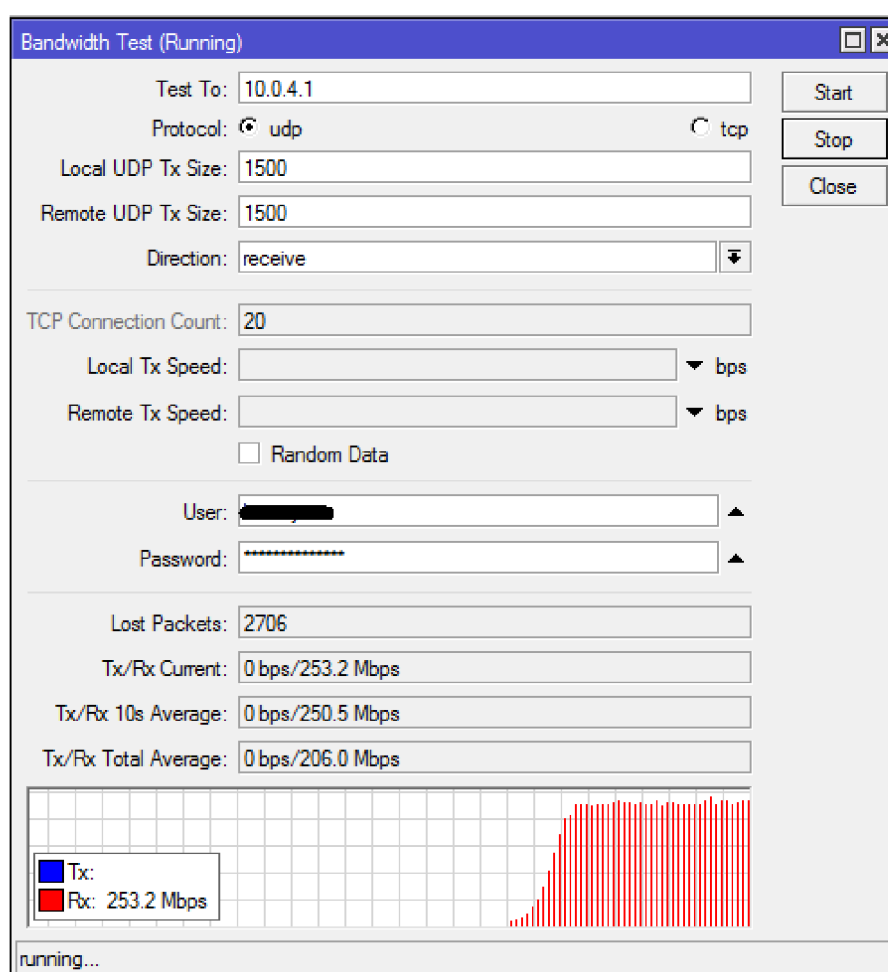 Bandwidth Test (Running)
Test To: 10.0.4.1
Start
Protocol: udp tcp
Stop
Local UDP Tx Size: 1500
Close
Remote UDP Tx Size: 1500
Direction: receive
TCP Connection Count: 20
Local Tx Speed: bps
Remote Tx Speed: bps
Random Data
User:
Password: **************
Lost Packets: 2706
Tx/Rx Current: 0 bps/253.2 Mbps
Tx/Rx 10s Average: 0 bps/250.5 Mbps
Tx/Rx Total Average: 0 bps/206.0 Mbps
Tx:
Rx: 253.2 Mbps
running...